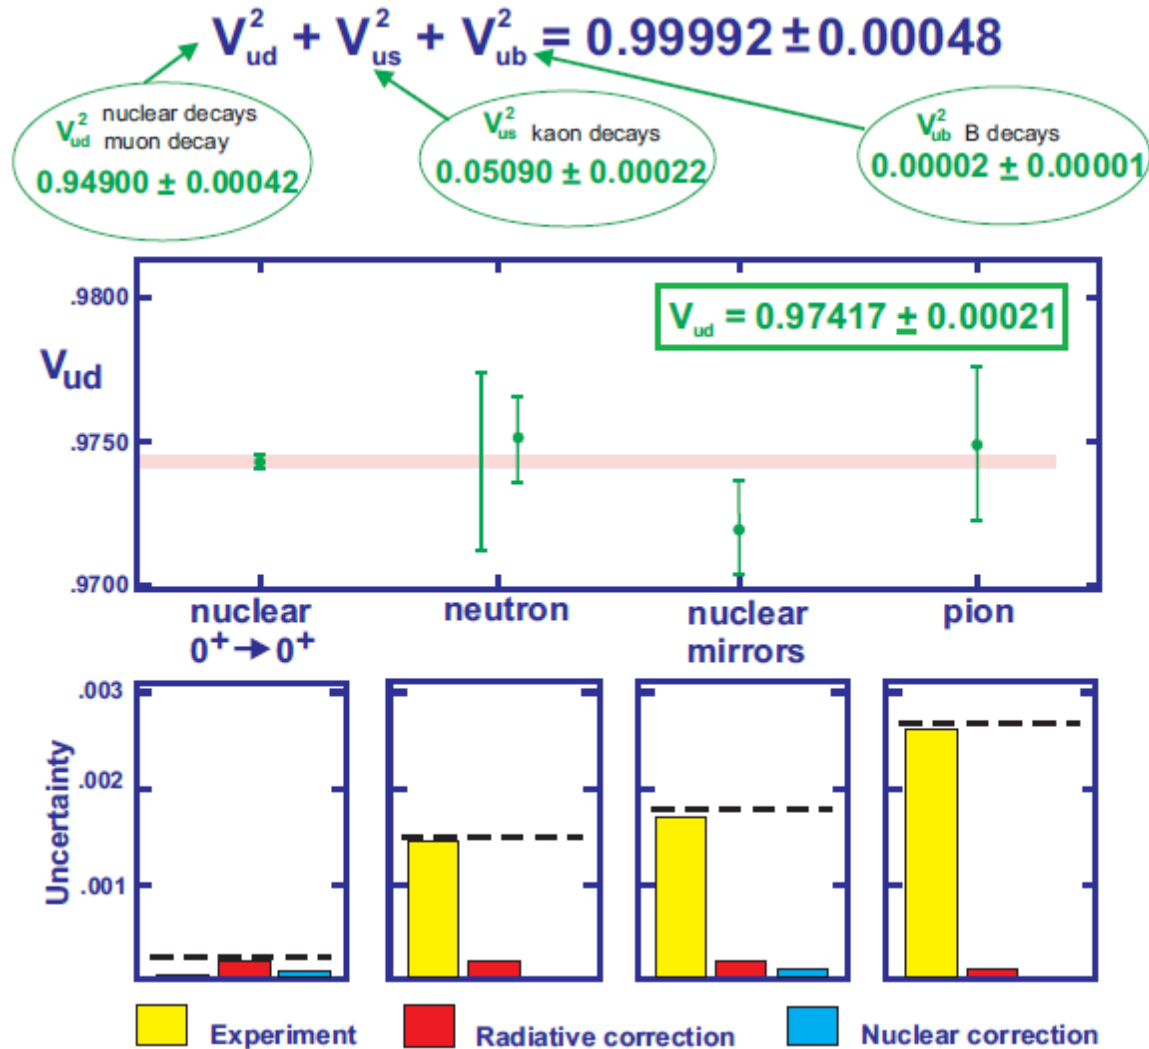 V²ud + V²us + V²ub = 0.99992 ± 0.00048
V²ud nuclear decays
muon decay
0.94900 ± 0.00042
V²us kaon decays
0.05090 ± 0.00022
V²ub B decays
0.00002 ± 0.00001
.9800
Vud = 0.97417 ± 0.00021
Vud
.9750
.9700
nuclear
0⁺→0⁺
neutron
nuclear
mirrors
pion
.003
.002
.001
Uncertainty
Experiment
Radiative correction
Nuclear correction